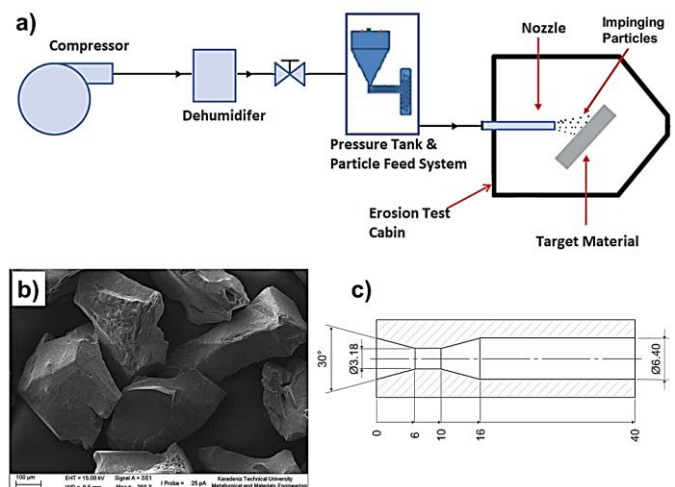 a)
Compressor
Dehumidifer
Pressure Tank &
Particle Feed System
Nozzle
Impinging
Particles
Erosion Test
Cabin
Target Material
b)
100 µm
EHT = 15.00 kV
Signal A = SE1
I Probe = 25 pA
Karadeniz Technical University
Metallurgical and Materials Engineering
c)
30°
Ø3.18
Ø6.40
0
6
10
16
40